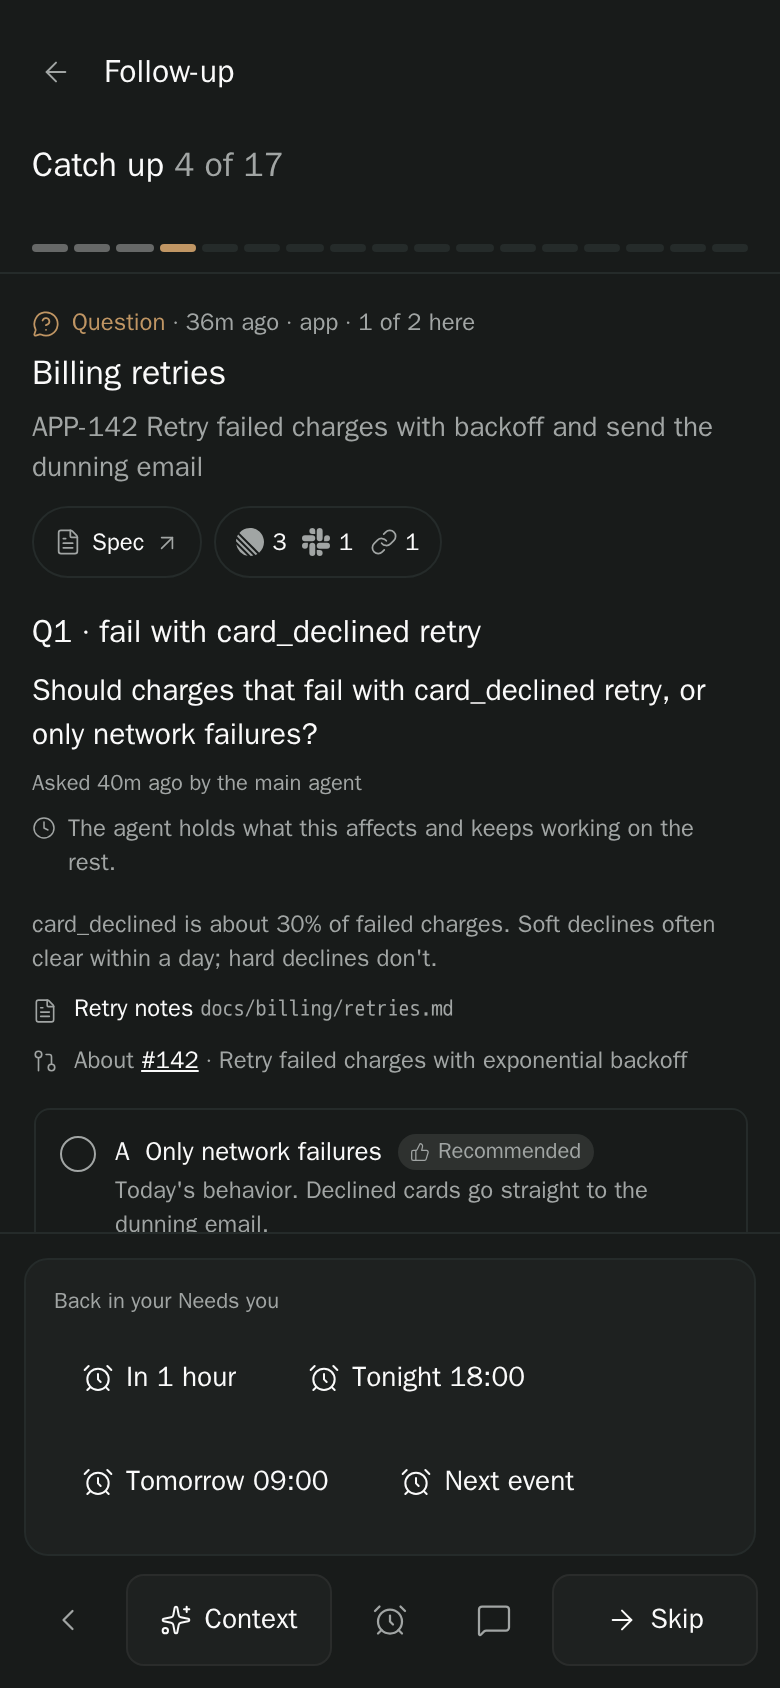 Follow-up
Catch up 4 of 17
Question · 36m ago · app · 1 of 2 here
Billing retries
APP-142 Retry failed charges with backoff and send the
dunning email
Spec 3 1 1
Q1 · fail with card_declined retry
Should charges that fail with card_declined retry, or
only network failures?
Asked 40m ago by the main agent
The agent holds what this affects and keeps working on the
rest.
card_declined is about 30% of failed charges. Soft declines often
clear within a day; hard declines don't.
Retry notes docs/billing/retries.md
About #142 · Retry failed charges with exponential backoff
A Only network failures Recommended
Today's behavior. Declined cards go straight to the
dunning email.
Back in your Needs you
In 1 hour Tonight 18:00
Tomorrow 09:00 Next event
Context Skip